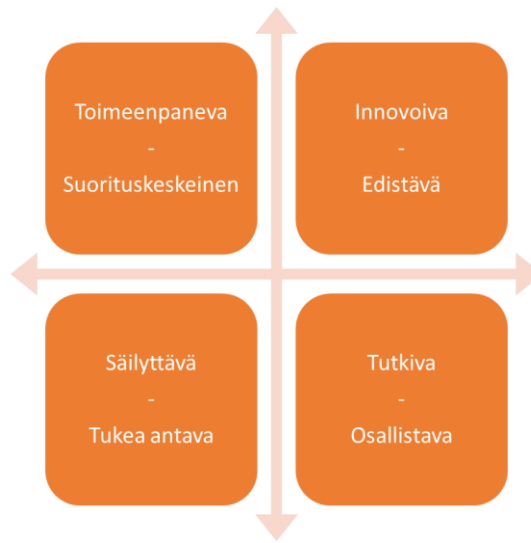 Toimeenpaneva
-
Suorituskeskeinen
Innovoiva
-
Edistävä
Säilyttävä
-
Tukea antava
Tutkiva
-
Osallistava